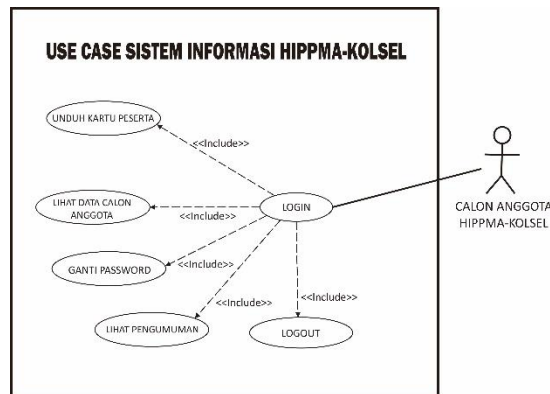 USE CASE SISTEM INFORMASI HIPPMA-KOLSEL
UNDUH KARTU PESERTA
<<Include>>
LIHAT DATA CALON
ANGGOTA
<<Include>>
LOGIN
CALON ANGGOTA
HIPPMA-KOLSEL
GANTI PASSWORD
<<Include>>
<<Include>>
<<Include>>
LIHAT PENGUMUMAN
LOGOUT